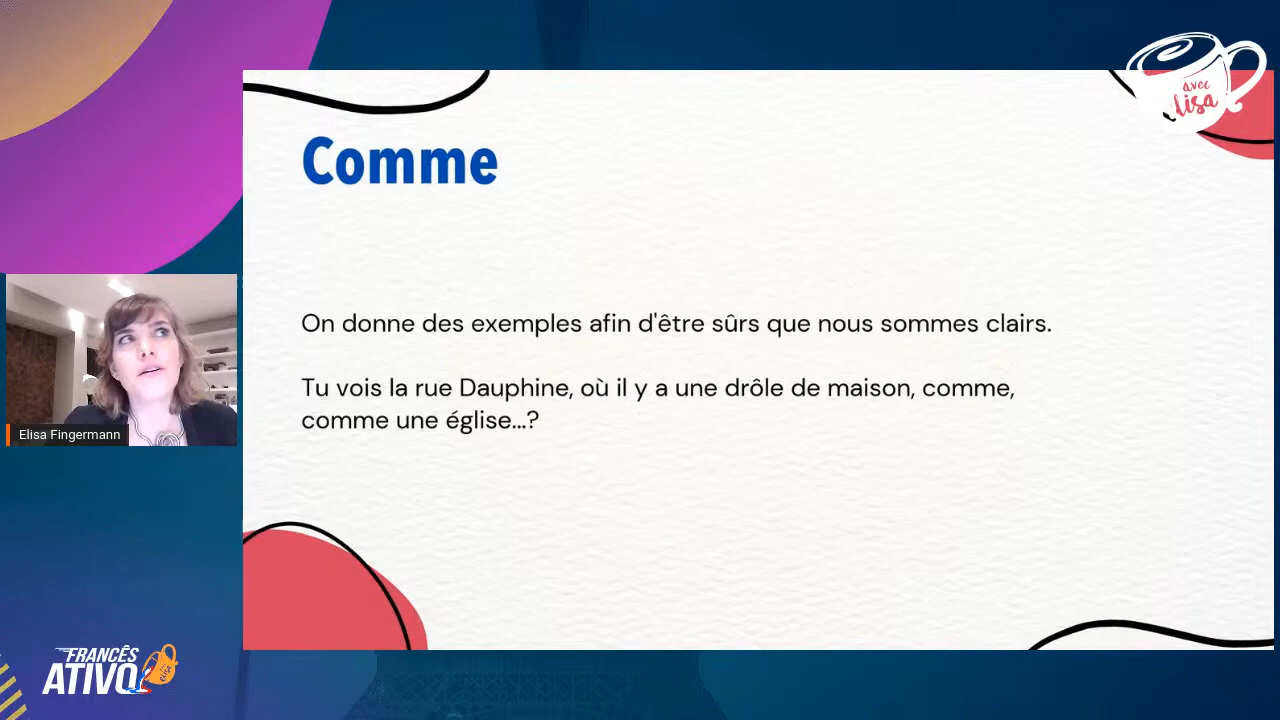 avec
elisa
Comme
On donne des exemples afin d'être sûrs que nous sommes clairs.
Tu vois la rue Dauphine, où il y a une drôle de maison, comme,
comme une église...?
Elisa Fingermann
FRANCÊS
ATIVO